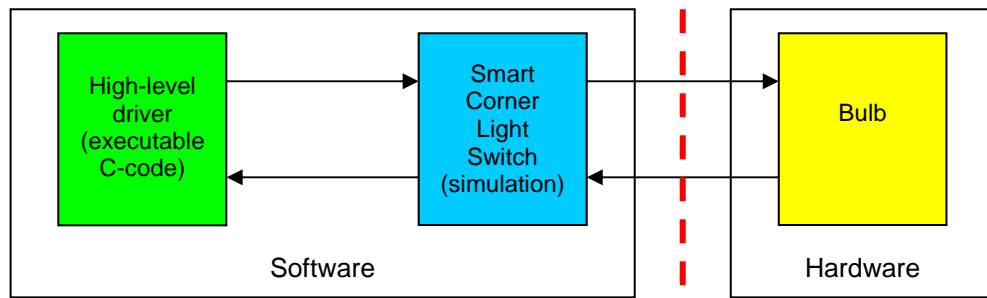 High-level
driver
(executable
C-code)
Smart
Corner
Light
Switch
(simulation)
Bulb
Software
Hardware